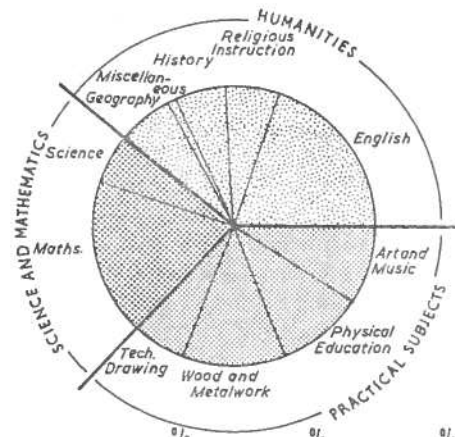 HUMANITIES
Religious
Instruction
History
Miscellan-
eous
Geography
English
Science
SCIENCE AND MATHEMATICS
Maths.
Art and
Music
Physical
Education
PRACTICAL SUBJECTS
Tech.
Drawing
Wood and
Metalwork